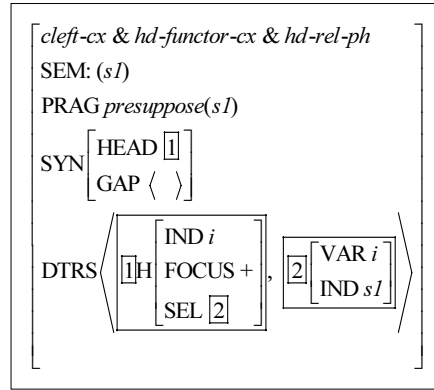 cleft-cx & hd-functor-cx & hd-rel-ph
SEM: (s1)
PRAG presuppose(s1)
SYN [HEAD 1
GAP ⟨ ⟩]
DTRS ⟨ 1H [IND i
FOCUS +
SEL 2], 2 [VAR i
IND s1] ⟩